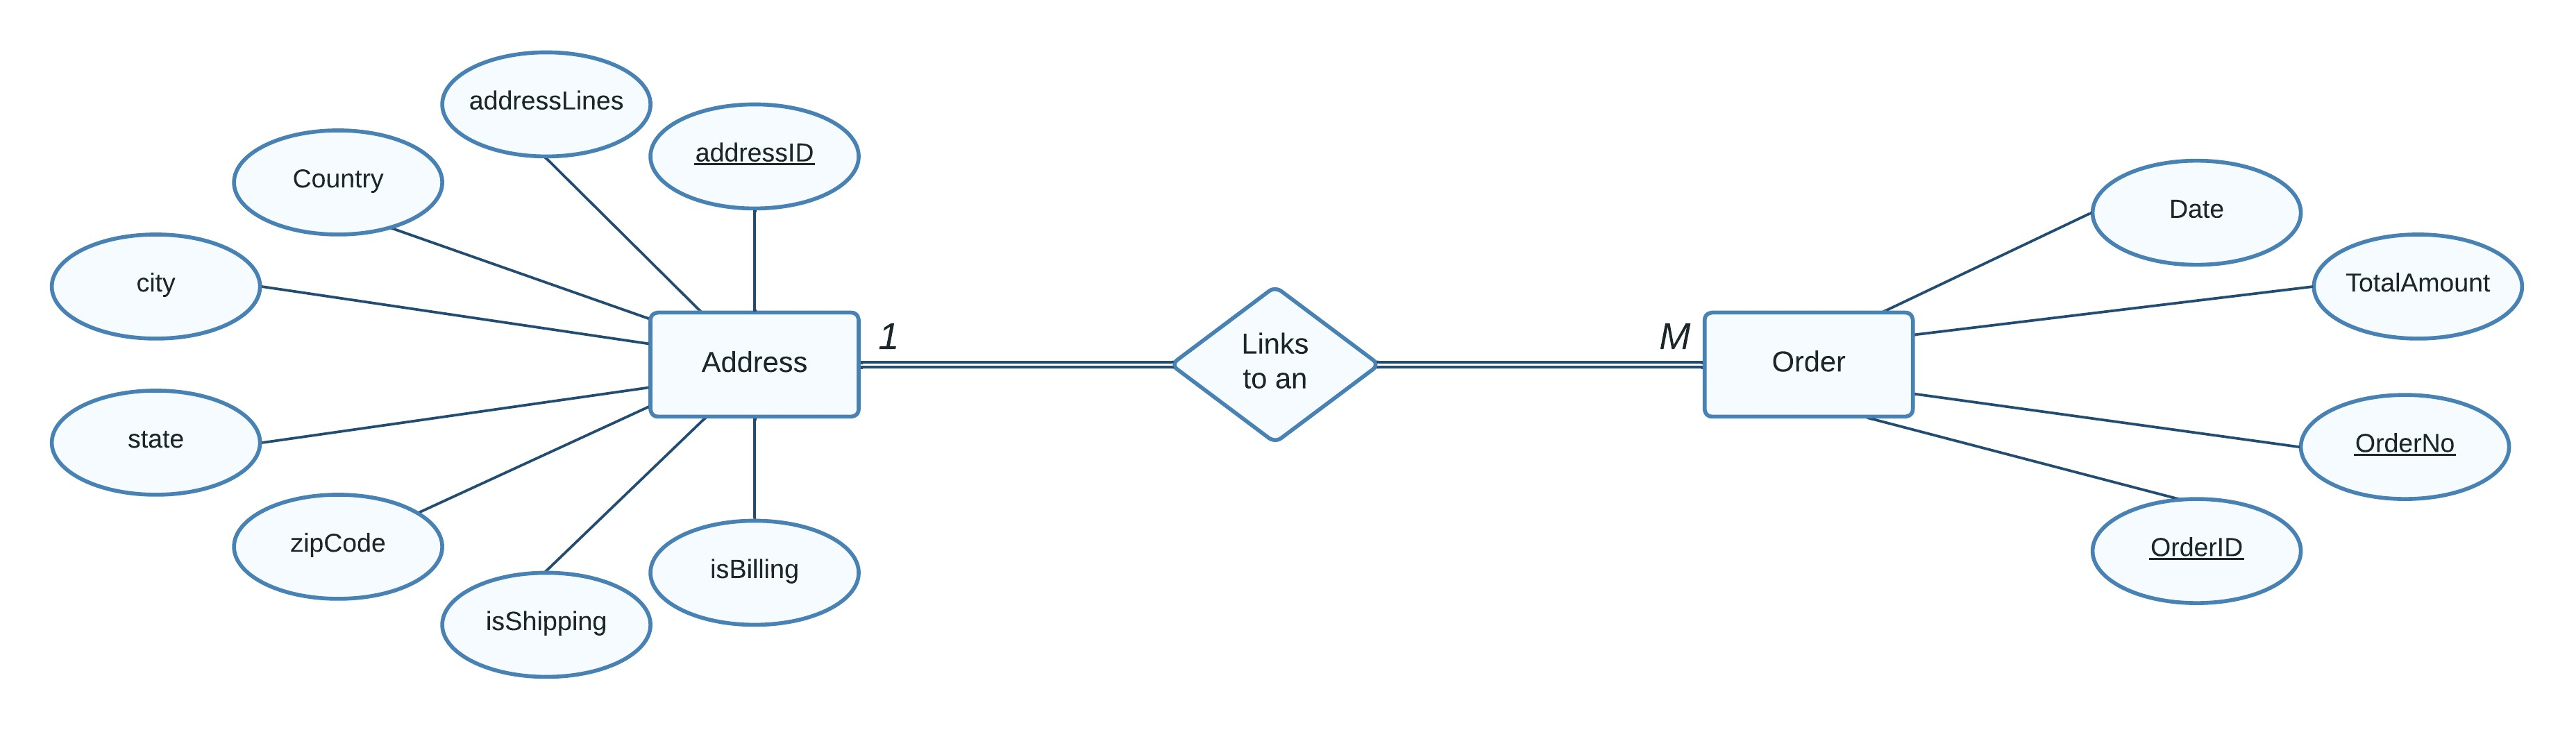 addressLines
addressID
Country
city
Address
1
Links
to an
M
Order
Date
TotalAmount
state
OrderNo
zipCode
isBilling
isShipping
OrderID